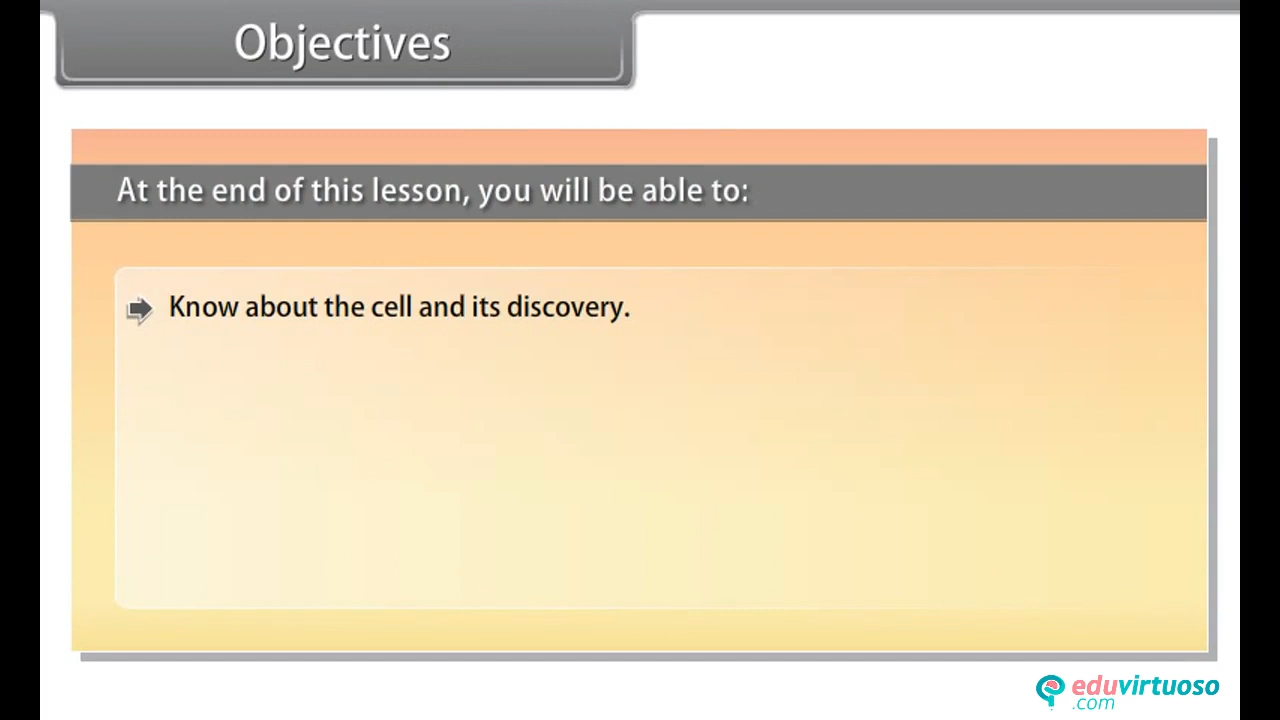 Objectives
At the end of this lesson, you will be able to:
Know about the cell and its discovery.
eduvirtuoso
.com